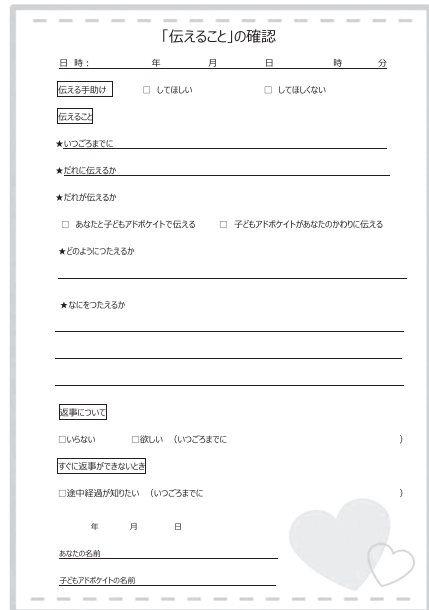 「伝えること」の確認
日 時： 年 月 日 時 分
伝える手助け □ してほしい □ してほしくない
伝えること
★いつごろまでに
★だれに伝えるか
★だれが伝えるか
□ あなたと子どもアドボケイトで伝える □ 子どもアドボケイトがあなたのかわりに伝える
★どのようにつたえるか
★なにをつたえるか
返事について
□いらない □欲しい （いつごろまでに ）
すぐに返事ができないとき
□途中経過が知りたい （いつごろまでに ）
年 月 日
あなたの名前
子どもアドボケイトの名前